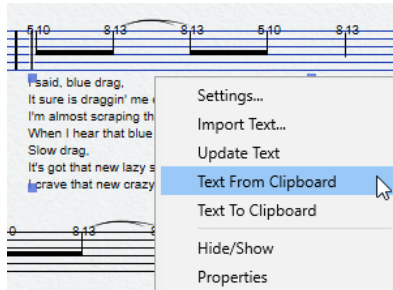 5,10 8,13 8,13 5,10 8,13
I said, blue drag,
It sure is draggin' me
I'm almost scraping th
When I hear that blue
Slow drag,
It's got that new lazy s
I crave that new crazy
Settings...
Import Text...
Update Text
Text From Clipboard
Text To Clipboard
Hide/Show
Properties
8,13